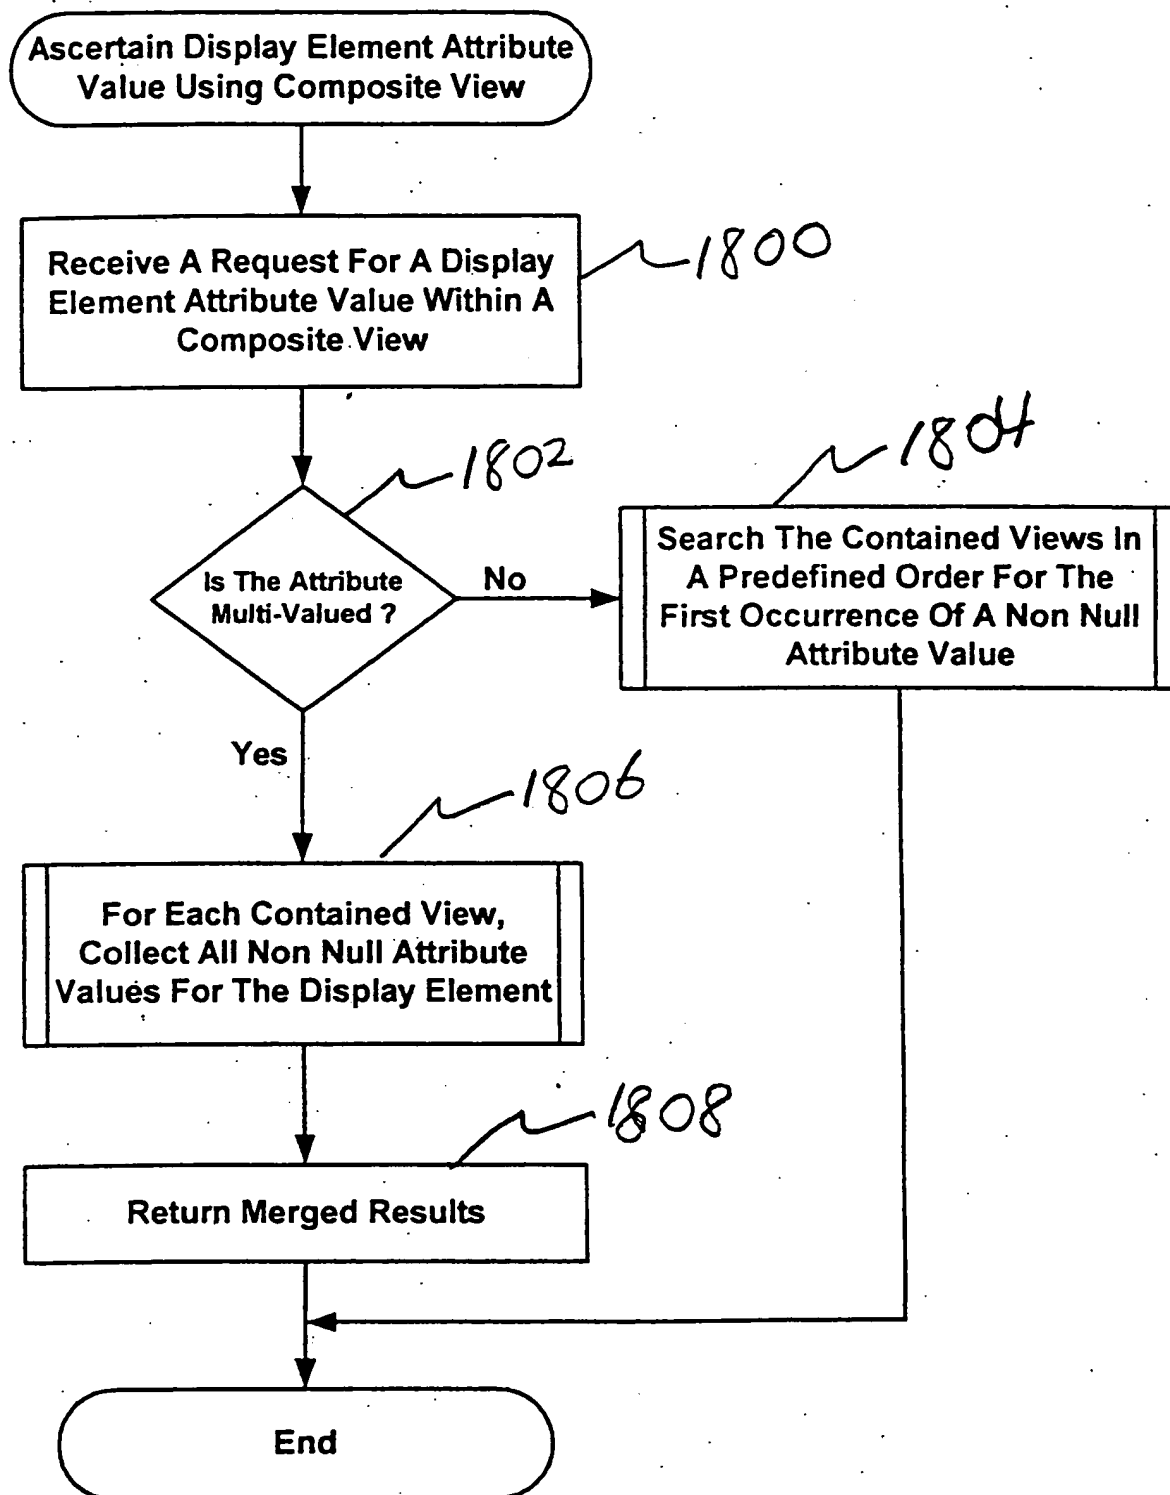 Ascertain Display Element Attribute
Value Using Composite View
Receive A Request For A Display
Element Attribute Value Within A
Composite View
1800
1802
Is The Attribute
Multi-Valued ?
No
1804
Search The Contained Views In
A Predefined Order For The
First Occurrence Of A Non Null
Attribute Value
Yes
1806
For Each Contained View,
Collect All Non Null Attribute
Values For The Display Element
1808
Return Merged Results
End